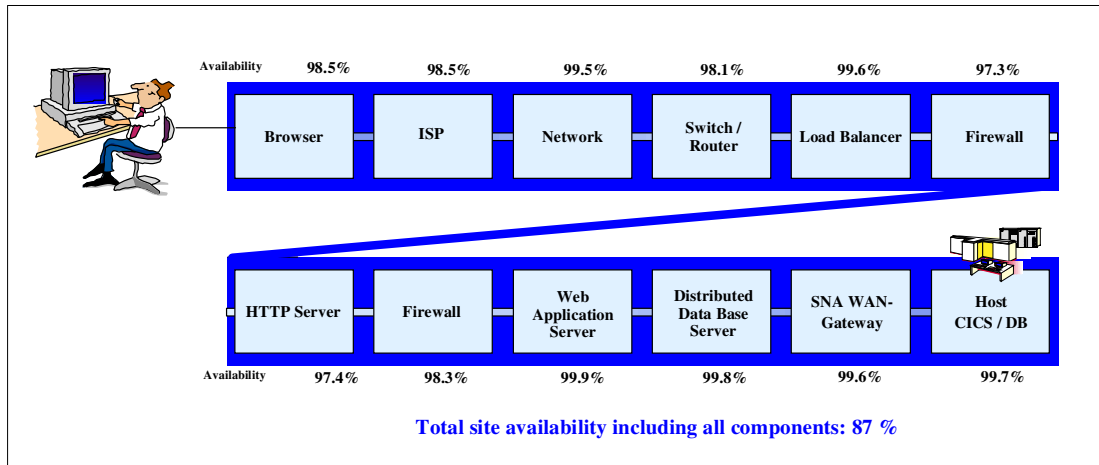 Availability 98.5% 98.5% 99.5% 98.1% 99.6% 97.3%
Browser
ISP
Network
Switch /
Router
Load Balancer
Firewall
HTTP Server
Firewall
Web
Application
Server
Distributed
Data Base
Server
SNA WAN-
Gateway
Host
CICS / DB
Availability 97.4% 98.3% 99.9% 99.8% 99.6% 99.7%
Total site availability including all components: 87 %